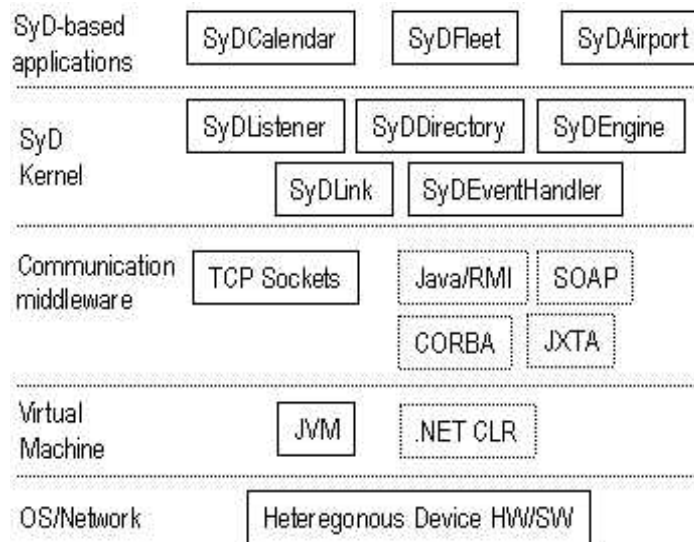 SyD-based
applications
SyDCalendar SyDFleet SyDAirport
SyD
Kernel
SyDListener SyDDirectory SyDEngine
SyDLink SyDEventHandler
Communication
middleware
TCP Sockets Java/RMI SOAP
CORBA JXTA
Virtual
Machine
JVM .NET CLR
OS/Network Heteregonous Device HW/SW